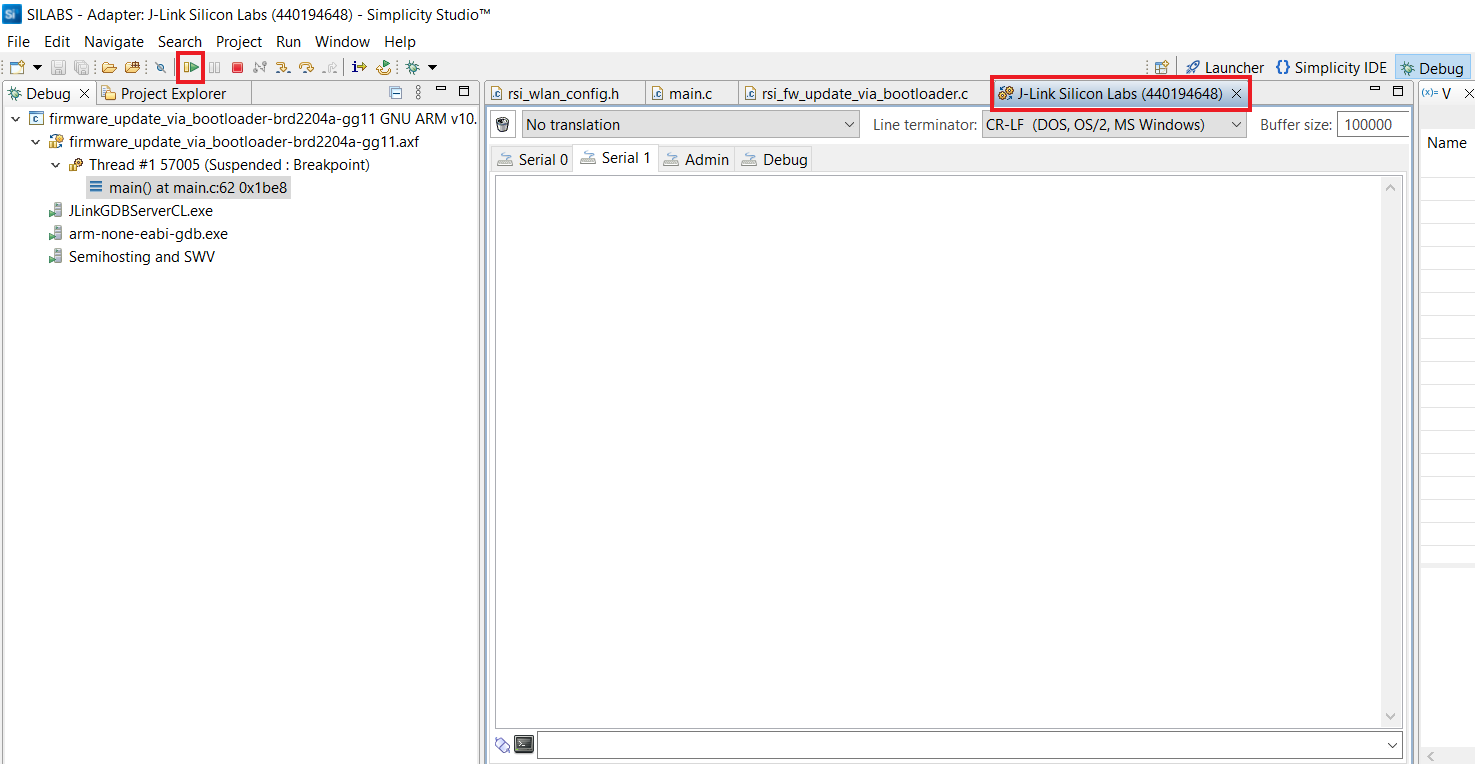 SILABS - Adapter: J-Link Silicon Labs (440194648) - Simplicity Studio™
File Edit Navigate Search Project Run Window Help
Launcher Simplicity IDE Debug
Debug Project Explorer
firmware_update_via_bootloader-brd2204a-gg11 GNU ARM v10.
firmware_update_via_bootloader-brd2204a-gg11.axf
Thread #1 57005 (Suspended : Breakpoint)
main() at main.c:62 0x1be8
JLinkGDBServerCL.exe
arm-none-eabi-gdb.exe
Semihosting and SWV
rsi_wlan_config.h main.c rsi_fw_update_via_bootloader.c J-Link Silicon Labs (440194648)
No translation Line terminator: CR-LF (DOS, OS/2, MS Windows) Buffer size: 100000
Serial 0 Serial 1 Admin Debug
(x)= V
Name